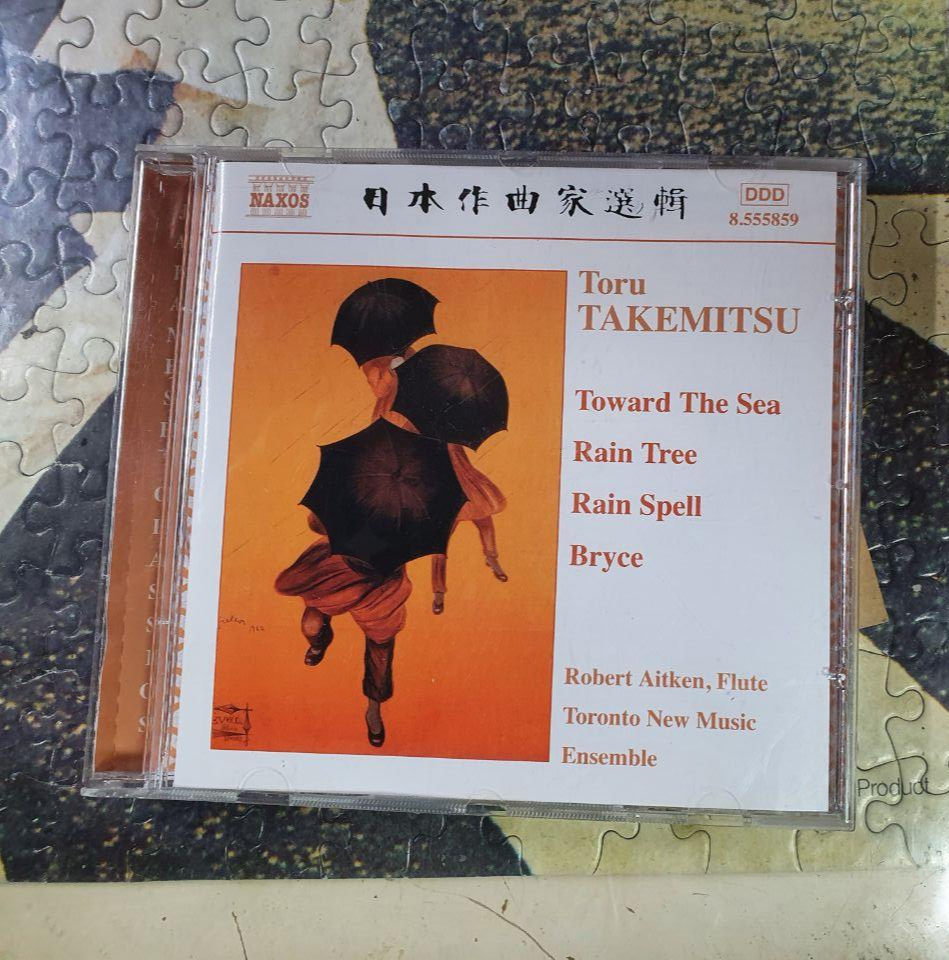 NAXOS
日本作曲家選輯
DDD
8.555859
Toru
TAKEMITSU
Toward The Sea
Rain Tree
Rain Spell
Bryce
Robert Aitken, Flute
Toronto New Music
Ensemble
Product